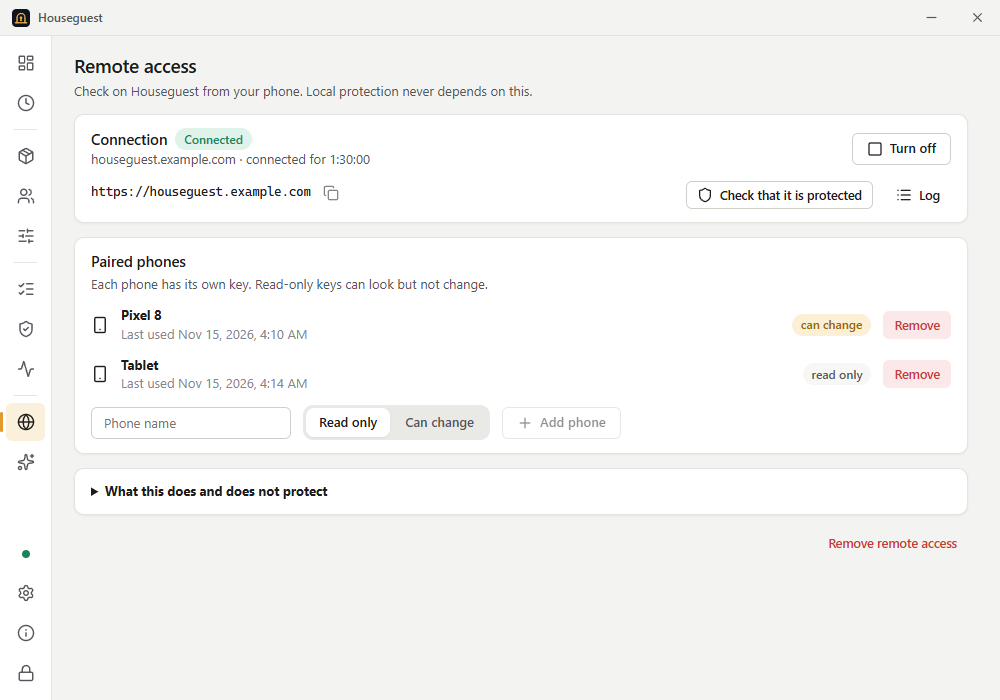 Houseguest
Remote access
Check on Houseguest from your phone. Local protection never depends on this.
Connection Connected
houseguest.example.com · connected for 1:30:00
Turn off
https://houseguest.example.com
Check that it is protected
Log
Paired phones
Each phone has its own key. Read-only keys can look but not change.
Pixel 8
Last used Nov 15, 2026, 4:10 AM
can change
Remove
Tablet
Last used Nov 15, 2026, 4:14 AM
read only
Remove
Phone name
Read only
Can change
Add phone
What this does and does not protect
Remove remote access